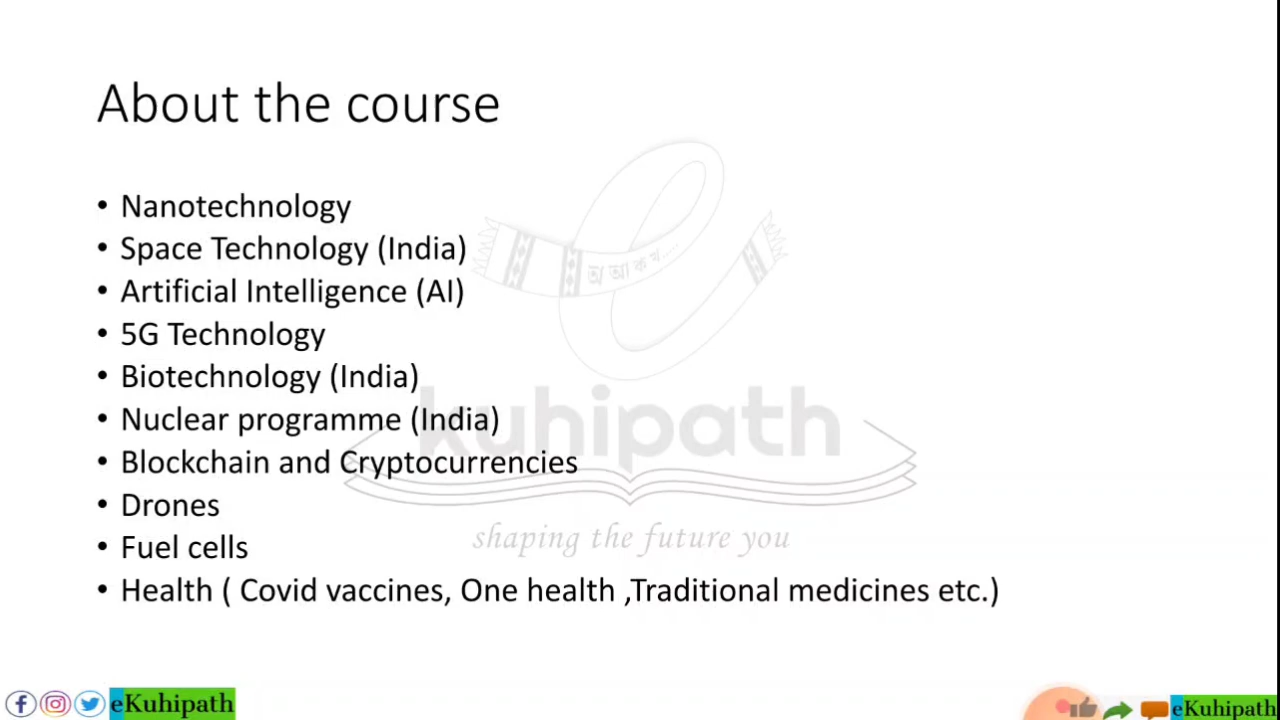 About the course
• Nanotechnology
• Space Technology (India)
• Artificial Intelligence (AI)
• 5G Technology
• Biotechnology (India)
• Nuclear programme (India)
• Blockchain and Cryptocurrencies
• Drones
• Fuel cells
• Health ( Covid vaccines, One health ,Traditional medicines etc.)
অ আ ক খ....
kuhipath
shaping the future you
eKuhipath
eKuhipath